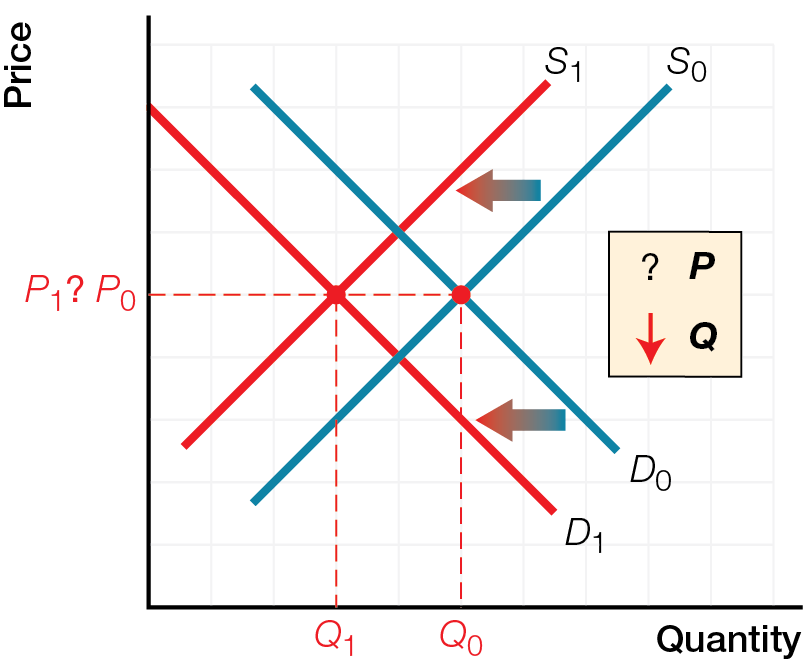 Price
S1
S0
P1? P0
? P
Q
D0
D1
Q1
Q0
Quantity